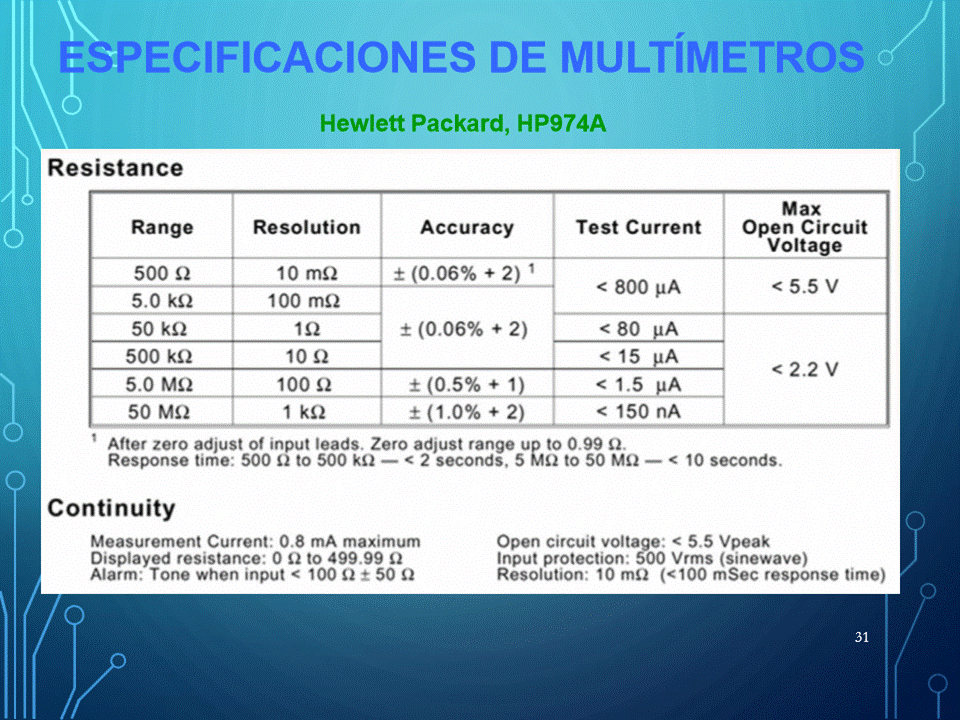 ESPECIFICACIONES DE MULTÍMETROS
Hewlett Packard, HP974A
Resistance
Range Resolution Accuracy Test Current Max Open Circuit Voltage
500 Ω 10 mΩ ± (0.06% + 2) ¹ < 800 µA < 5.5 V
5.0 kΩ 100 mΩ
50 kΩ 1Ω ± (0.06% + 2) < 80 µA
500 kΩ 10 Ω < 15 µA < 2.2 V
5.0 MΩ 100 Ω ± (0.5% + 1) < 1.5 µA
50 MΩ 1 kΩ ± (1.0% + 2) < 150 nA
¹ After zero adjust of input leads. Zero adjust range up to 0.99 Ω.
Response time: 500 Ω to 500 kΩ — < 2 seconds, 5 MΩ to 50 MΩ — < 10 seconds.
Continuity
Measurement Current: 0.8 mA maximum
Displayed resistance: 0 Ω to 499.99 Ω
Alarm: Tone when input < 100 Ω ± 50 Ω
Open circuit voltage: < 5.5 Vpeak
Input protection: 500 Vrms (sinewave)
Resolution: 10 mΩ (<100 mSec response time)
31